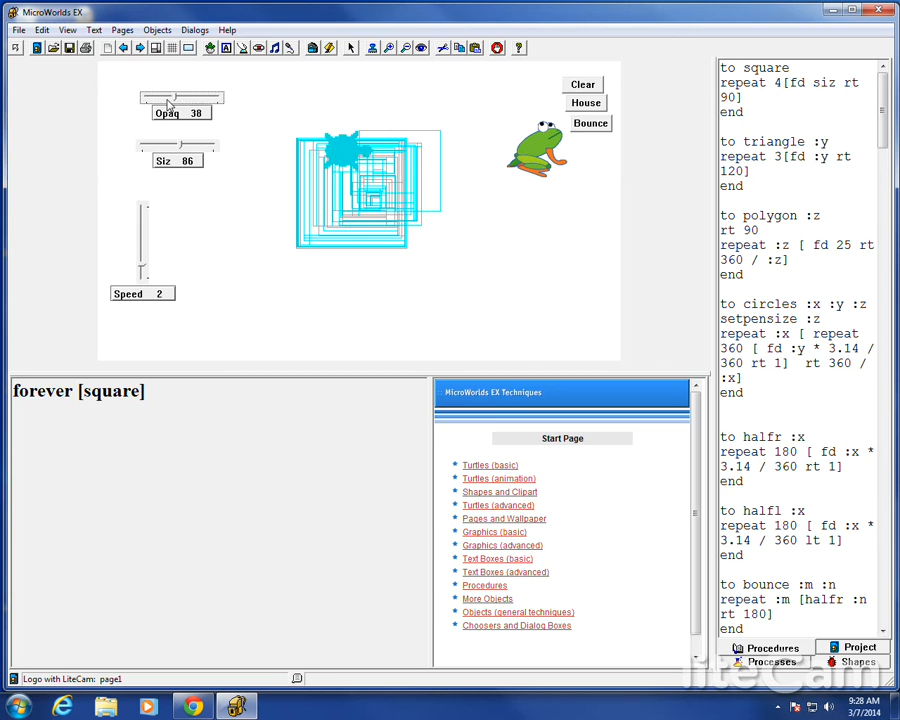 MicroWorlds EX
File Edit View Text Pages Objects Dialogs Help
Opaq 38
Siz 86
Speed 2
Clear
House
Bounce
to square
repeat 4[fd siz rt
90]
end
to triangle :y
repeat 3[fd :y rt
120]
end
to polygon :z
rt 90
repeat :z [ fd 25 rt
360 / :z]
end
to circles :x :y :z
setpensize :z
repeat :x [ repeat
360 [ fd :y * 3.14 /
360 rt 1]  rt 360 /
:x]
end
to halfr :x
repeat 180 [ fd :x *
3.14 / 360 rt 1]
end
to halfl :x
repeat 180 [ fd :x *
3.14 / 360 lt 1]
end
to bounce :m :n
repeat :m [halfr :n
rt 180]
end
forever [square]
MicroWorlds EX Techniques
Start Page
Turtles (basic)
Turtles (animation)
Shapes and Clipart
Turtles (advanced)
Pages and Wallpaper
Graphics (basic)
Graphics (advanced)
Text Boxes (basic)
Text Boxes (advanced)
Procedures
More Objects
Objects (general techniques)
Choosers and Dialog Boxes
Procedures Project
Processes Shapes
liteCam
Logo with LiteCam: page1
9:28 AM
3/7/2014